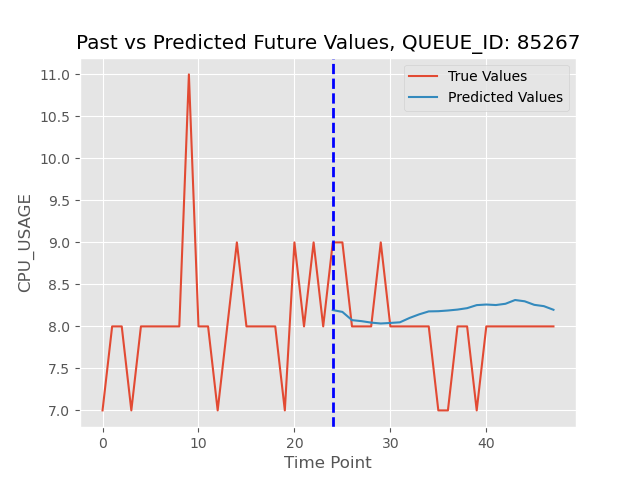 Past vs Predicted Future Values, QUEUE_ID: 85267
True Values
Predicted Values
11.0
10.5
10.0
9.5
9.0
8.5
8.0
7.5
7.0
CPU_USAGE
0 10 20 30 40
Time Point